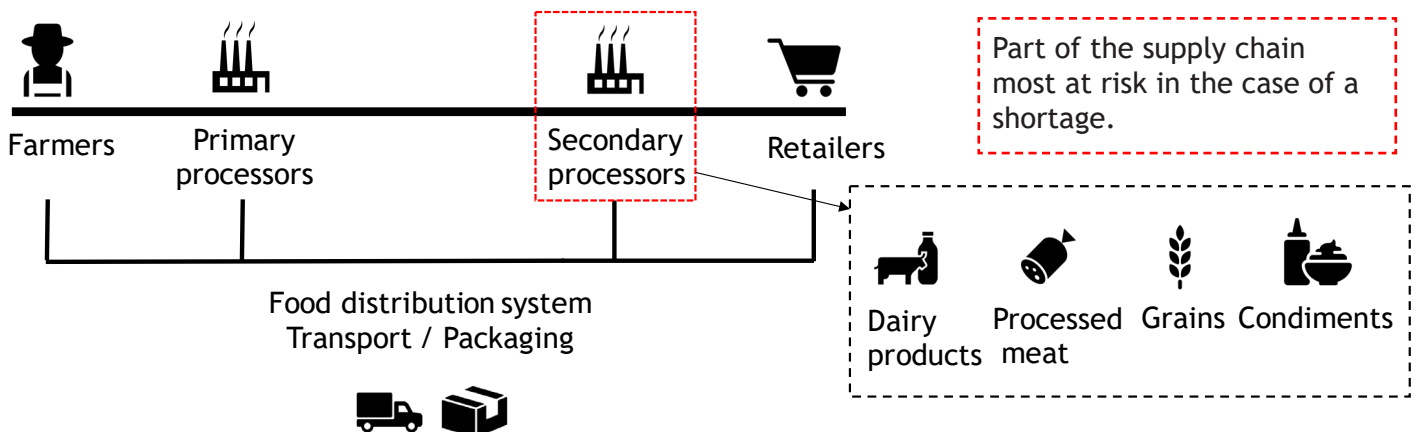 Part of the supply chain
most at risk in the case of a
shortage.
Farmers
Primary
processors
Secondary
processors
Retailers
Food distribution system
Transport / Packaging
Dairy
products
Processed
meat
Grains
Condiments